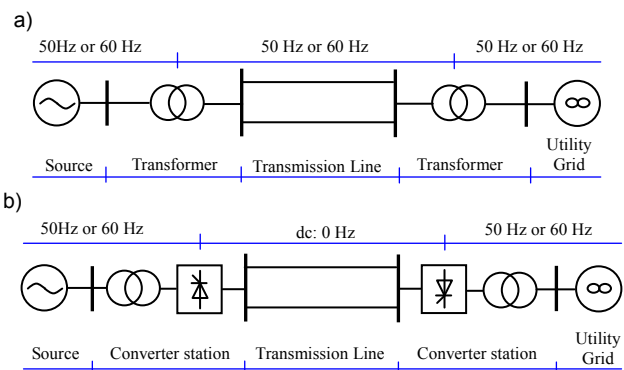 a)
50Hz or 60 Hz 50 Hz or 60 Hz 50 Hz or 60 Hz
Source Transformer Transmission Line Transformer Utility Grid
b)
50Hz or 60 Hz dc: 0 Hz 50 Hz or 60 Hz
Source Converter station Transmission Line Converter station Utility Grid